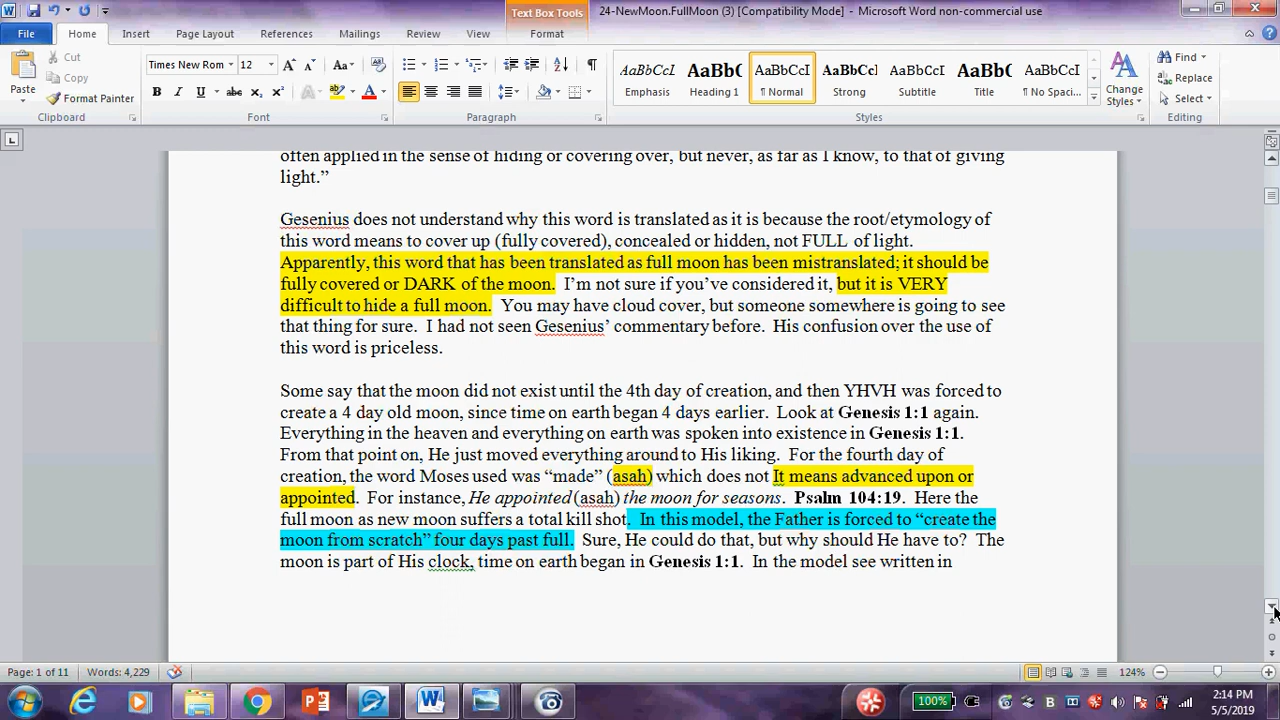 Text Box Tools
24-NewMoon.FullMoon (3) [Compatibility Mode] - Microsoft Word non-commercial use
File Home Insert Page Layout References Mailings Review View Format
Cut
Copy
Format Painter
Paste
Clipboard
Times New Rom 12
Font
Paragraph
AaBbCcI AaBb( AaBbCcI AaBbCcl AaBbCcI AaBb( AaBbCcI
Emphasis Heading 1 ¶ Normal Strong Subtitle Title ¶ No Spaci...
Change Styles
Styles
Find
Replace
Select
Editing
often applied in the sense of hiding or covering over, but never, as far as I know, to that of giving
light.”
Gesenius does not understand why this word is translated as it is because the root/etymology of
this word means to cover up (fully covered), concealed or hidden, not FULL of light.
Apparently, this word that has been translated as full moon has been mistranslated; it should be
fully covered or DARK of the moon. I’m not sure if you’ve considered it, but it is VERY
difficult to hide a full moon. You may have cloud cover, but someone somewhere is going to see
that thing for sure. I had not seen Gesenius’ commentary before. His confusion over the use of
this word is priceless.
Some say that the moon did not exist until the 4th day of creation, and then YHVH was forced to
create a 4 day old moon, since time on earth began 4 days earlier. Look at Genesis 1:1 again.
Everything in the heaven and everything on earth was spoken into existence in Genesis 1:1.
From that point on, He just moved everything around to His liking. For the fourth day of
creation, the word Moses used was “made” (asah) which does not It means advanced upon or
appointed. For instance, He appointed (asah) the moon for seasons. Psalm 104:19. Here the
full moon as new moon suffers a total kill shot. In this model, the Father is forced to “create the
moon from scratch” four days past full. Sure, He could do that, but why should He have to? The
moon is part of His clock, time on earth began in Genesis 1:1. In the model see written in
Page: 1 of 11 Words: 4,229 124%
100% 2:14 PM
5/5/2019